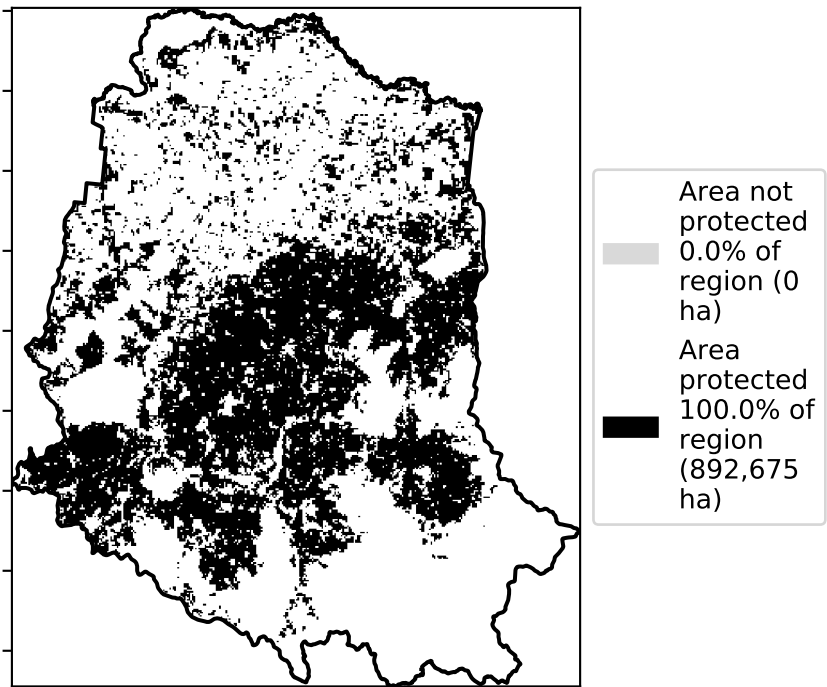 Area not
protected
0.0% of
region (0
ha)
Area
protected
100.0% of
region
(892,675
ha)